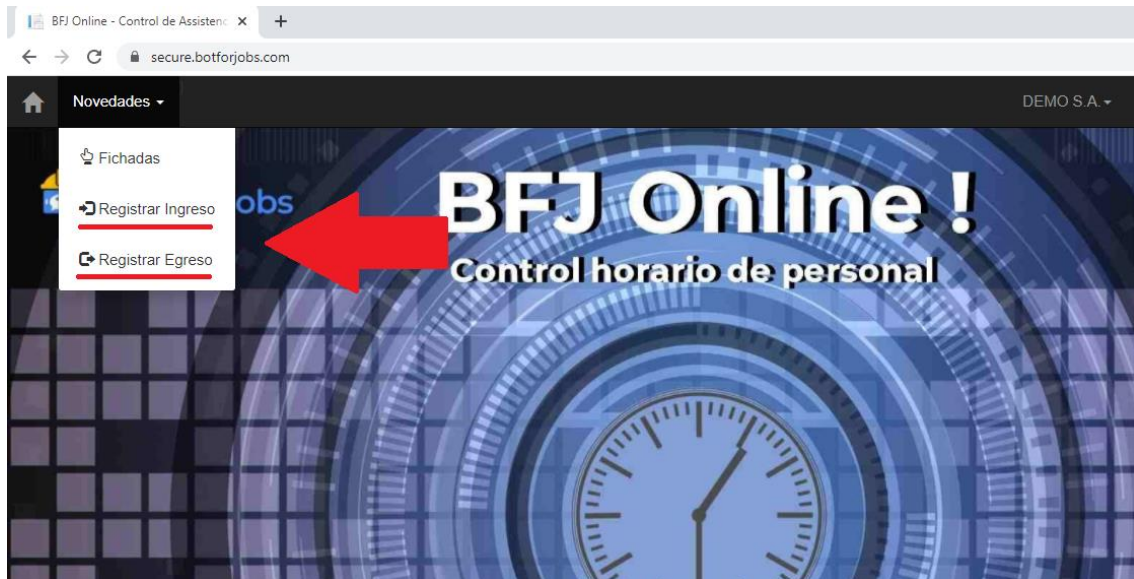 BFJ Online - Control de Assistenc
secure.botforjobs.com
Novedades
DEMO S.A.
Fichadas
Registrar Ingreso
Registrar Egreso
obs
BFJ Online !
Control horario de personal